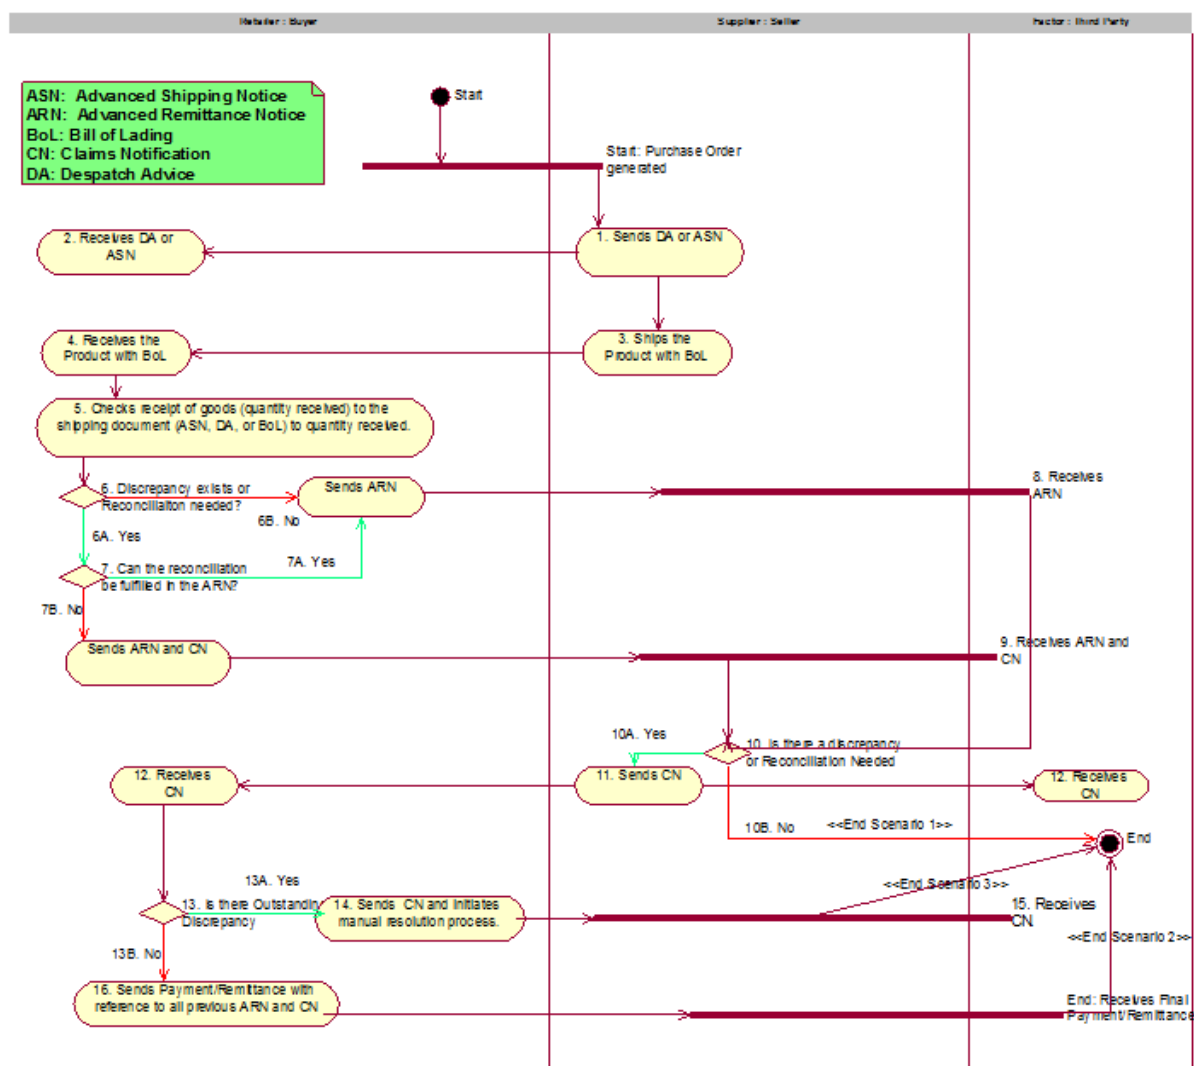 Retailer : Buyer
Supplier : Seller
Factor : Third Party
ASN:  Advanced Shipping Notice
ARN:  Advanced Remittance Notice
BoL: Bill of Lading
CN: Claims Notification
DA: Despatch Advice
Start
Start: Purchase Order
generated
2. Receives DA or
ASN
1. Sends DA or ASN
4. Receives the
Product with BoL
3. Ships the
Product with BoL
5. Checks receipt of goods (quantity received) to the
shipping document (ASN, DA, or BoL) to quantity received.
6. Discrepancy exists or
Reconciliaiton needed?
Sends ARN
8. Receives
ARN
6B. No
6A. Yes
7A. Yes
7. Can the reconciliation
be fulfilled in the ARN?
7B. No
Sends ARN and CN
9. Receives ARN and
CN
10A. Yes
10. Is there a discrepancy
or Reconciliation Needed
12. Receives
CN
11. Sends CN
12. Receives
CN
10B. No
<<End Scenario 1>>
End
13A. Yes
<<End Scenario 3>>
13. Is there Outstanding
Discrepancy
14. Sends  CN and Initiates
manual resolution process.
15. Receives
CN.
<<End Scenario 2>>
13B. No
16. Sends Payment/Remittance with
reference to all previous ARN and CN
End: Receives Final
Payment/Remittance